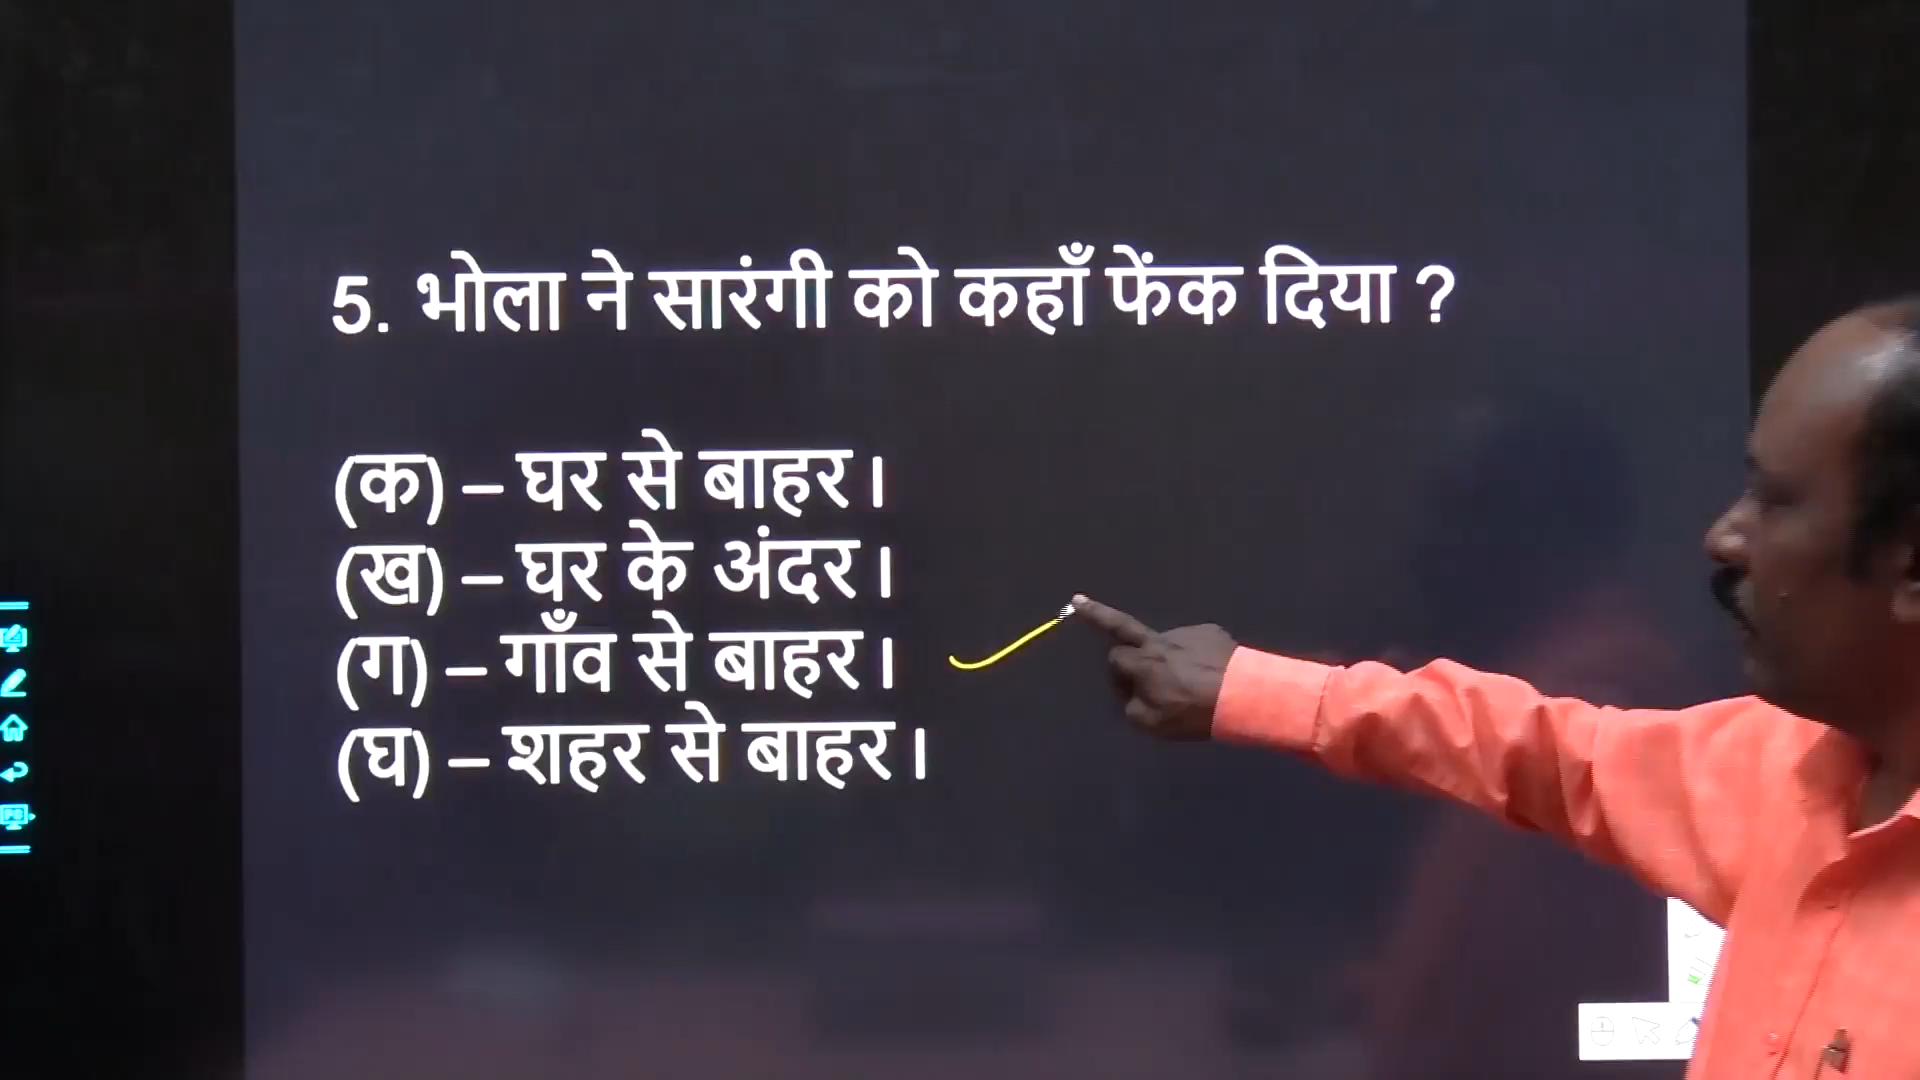 5. भोला ने सारंगी को कहाँ फेंक दिया ?
(क) – घर से बाहर।
(ख) – घर के अंदर।
(ग) – गाँव से बाहर।
(घ) – शहर से बाहर।